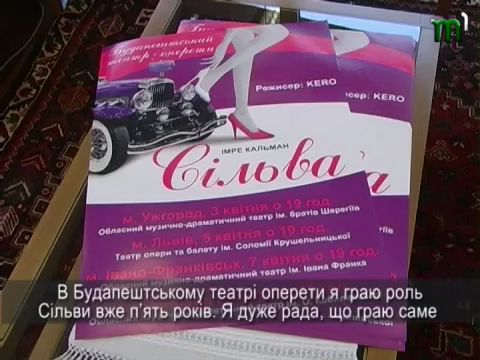 m1
Будапештський
театр оперети
Режисер: KERO
исер: KERO
ІМРЕ КАЛЬМАН
Сільва
а
м. Ужгород, 3 квітня о 19 год.
Обласний музично-драматичний театр ім. братів Шерегіїв
м. Львів, 5 квітня о 19 год.
Театр опери та балету ім. Соломії Крушельницької
м. Івано-Франківськ, 7 квітня о 19 год.
Обласний музично-драматичний театр ім. Івана Франка
В Будапештському театрі оперети я граю роль
Сільви вже п'ять років. Я дуже рада, що граю саме